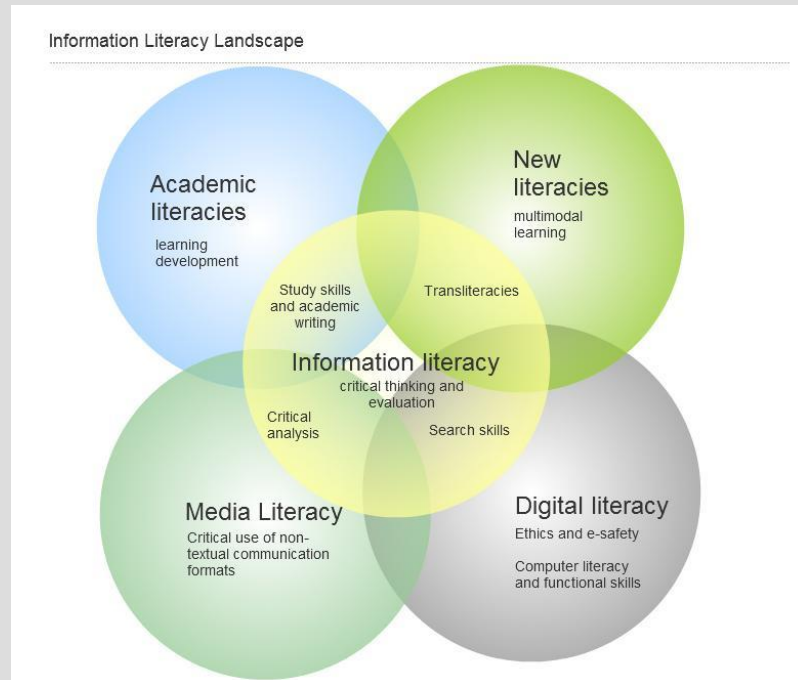 Information Literacy Landscape
Academic
literacies
learning
development
New
literacies
multimodal
learning
Study skills
and academic
writing
Transliteracies
Information literacy
critical thinking and
evaluation
Critical
analysis
Search skills
Media Literacy
Critical use of non-
textual communication
formats
Digital literacy
Ethics and e-safety
Computer literacy
and functional skills